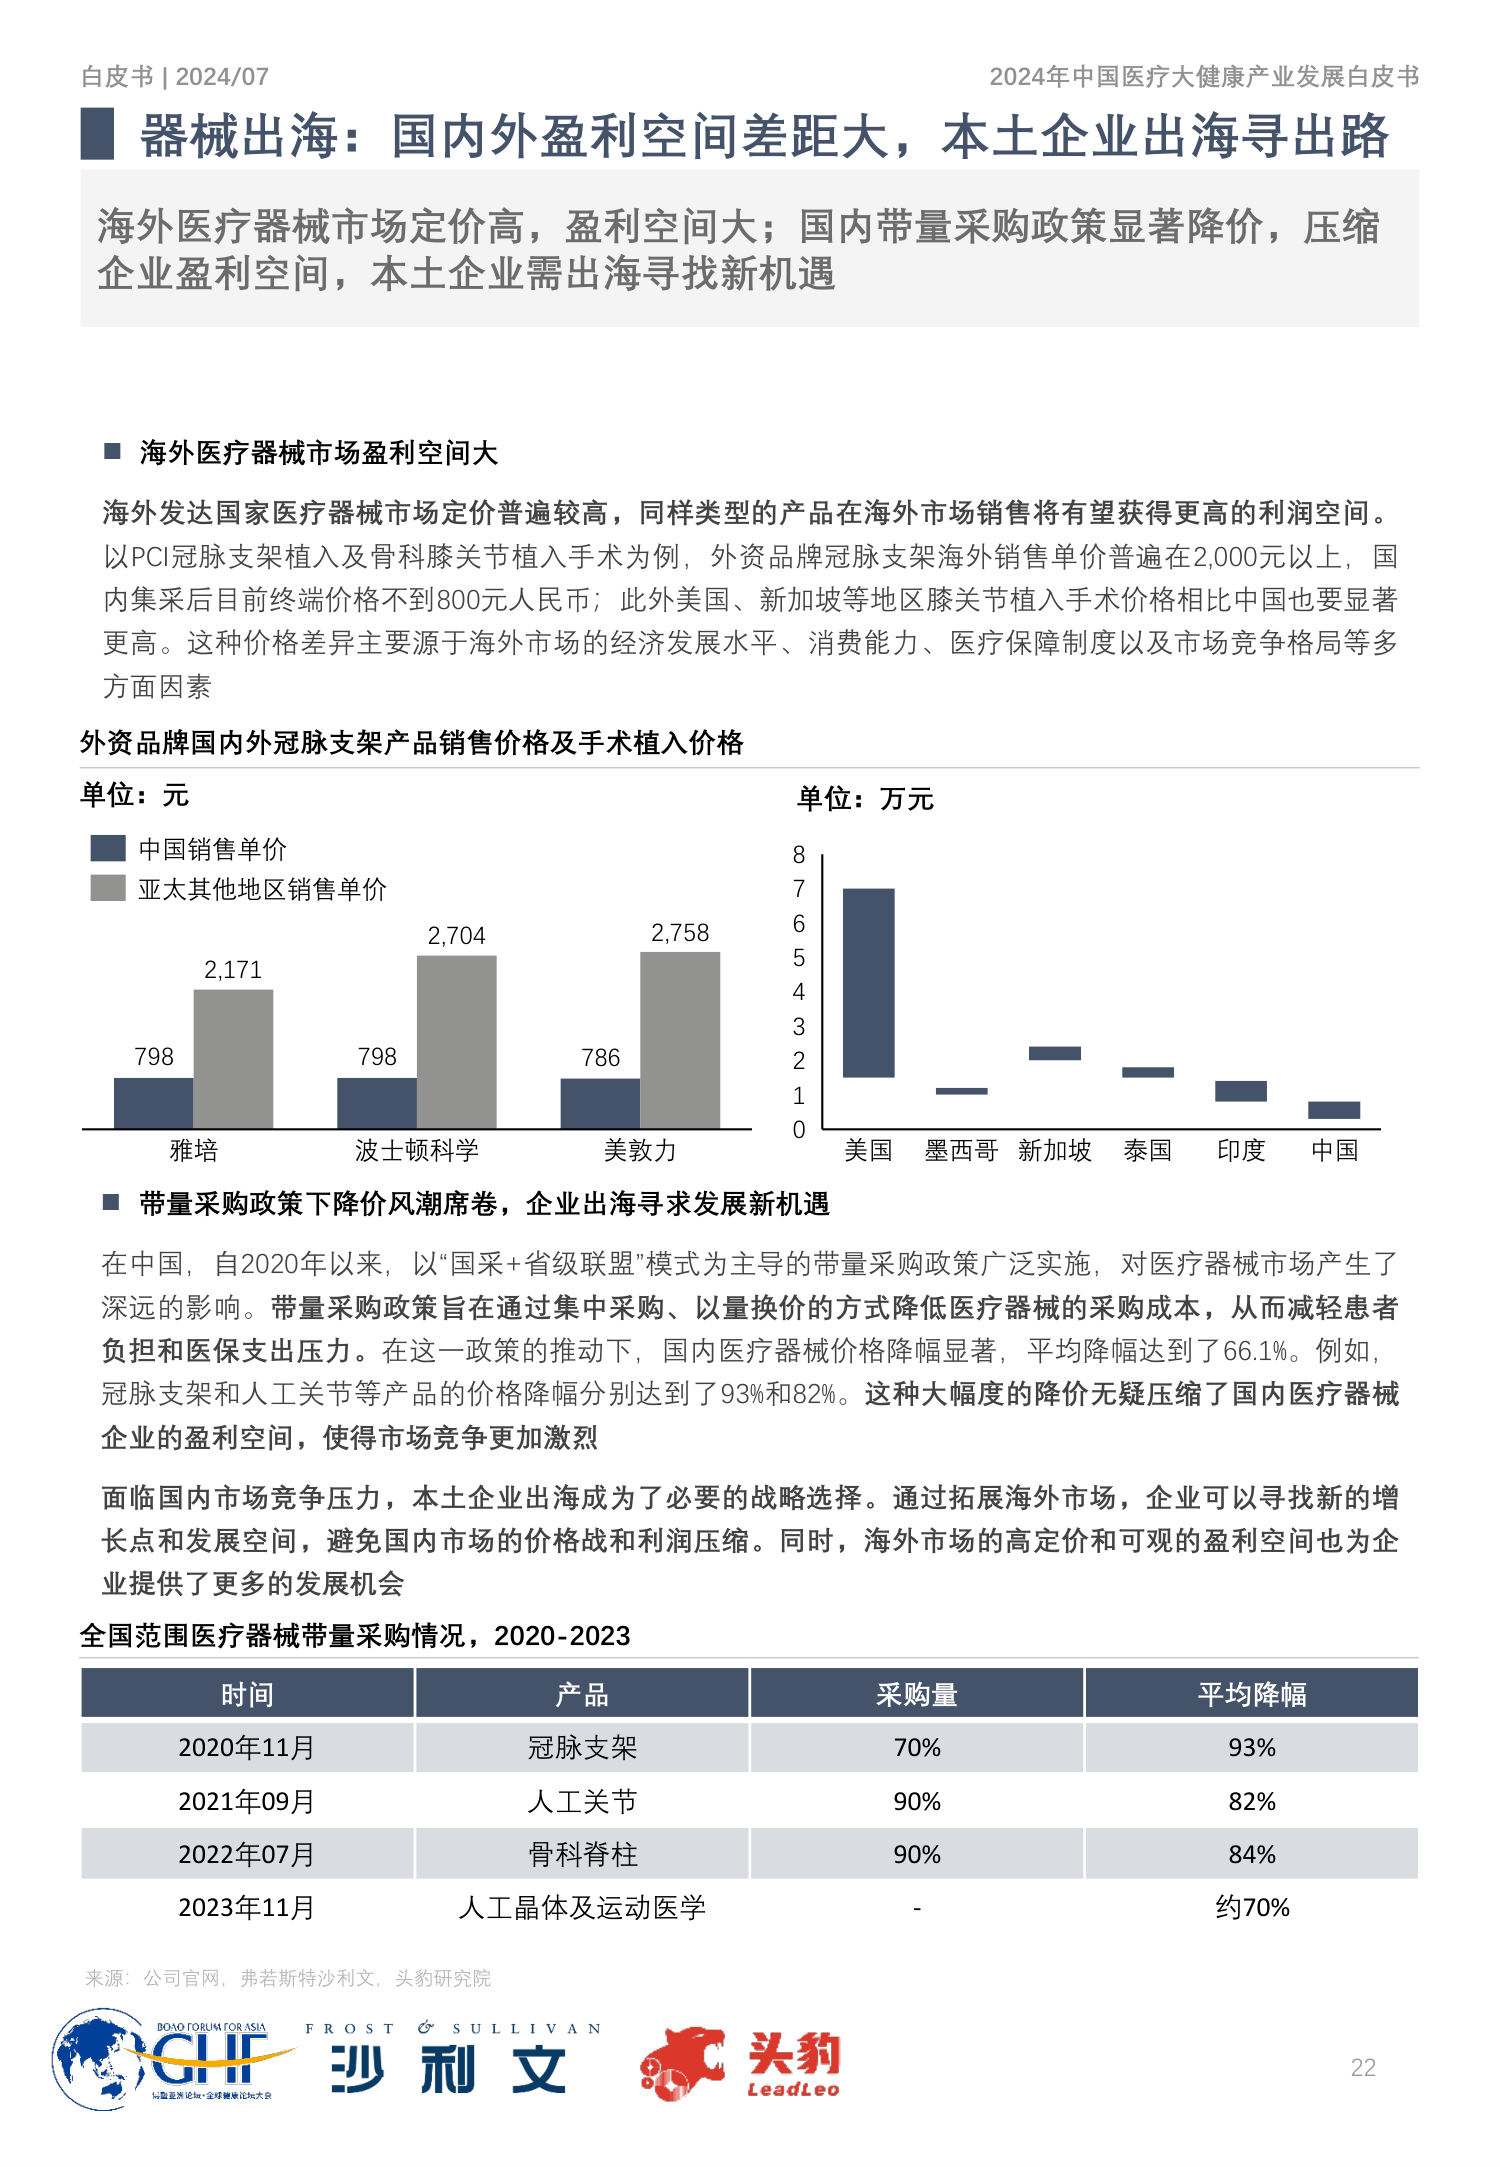 白皮书 | 2024/07
2024年中国医疗大健康产业发展白皮书
器械出海：国内外盈利空间差距大，本土企业出海寻出路
海外医疗器械市场定价高，盈利空间大；国内带量采购政策显著降价，压缩
企业盈利空间，本土企业需出海寻找新机遇
海外医疗器械市场盈利空间大
海外发达国家医疗器械市场定价普遍较高，同样类型的产品在海外市场销售将有望获得更高的利润空间。
以PCI冠脉支架植入及骨科膝关节植入手术为例，外资品牌冠脉支架海外销售单价普遍在2,000元以上，国
内集采后目前终端价格不到800元人民币；此外美国、新加坡等地区膝关节植入手术价格相比中国也要显著
更高。这种价格差异主要源于海外市场的经济发展水平、消费能力、医疗保障制度以及市场竞争格局等多
方面因素
外资品牌国内外冠脉支架产品销售价格及手术植入价格
单位：元
中国销售单价
亚太其他地区销售单价
798
2,171
798
2,704
786
2,758
雅培
波士顿科学
美敦力
单位：万元
8
7
6
5
4
3
2
1
0
美国
墨西哥
新加坡
泰国
印度
中国
带量采购政策下降价风潮席卷，企业出海寻求发展新机遇
在中国，自2020年以来，以“国采+省级联盟”模式为主导的带量采购政策广泛实施，对医疗器械市场产生了
深远的影响。带量采购政策旨在通过集中采购、以量换价的方式降低医疗器械的采购成本，从而减轻患者
负担和医保支出压力。在这一政策的推动下，国内医疗器械价格降幅显著，平均降幅达到了66.1%。例如，
冠脉支架和人工关节等产品的价格降幅分别达到了93%和82%。这种大幅度的降价无疑压缩了国内医疗器械
企业的盈利空间，使得市场竞争更加激烈
面临国内市场竞争压力，本土企业出海成为了必要的战略选择。通过拓展海外市场，企业可以寻找新的增
长点和发展空间，避免国内市场的价格战和利润压缩。同时，海外市场的高定价和可观的盈利空间也为企
业提供了更多的发展机会
全国范围医疗器械带量采购情况，2020-2023
时间 产品 采购量 平均降幅
2020年11月 冠脉支架 70% 93%
2021年09月 人工关节 90% 82%
2022年07月 骨科脊柱 90% 84%
2023年11月 人工晶体及运动医学 - 约70%
来源：公司官网，弗若斯特沙利文，头豹研究院
BOAO FORUM FOR ASIA
GHF
博鳌亚洲论坛·全球健康论坛大会
FROST & SULLIVAN
沙利文
头豹
LeadLeo
22